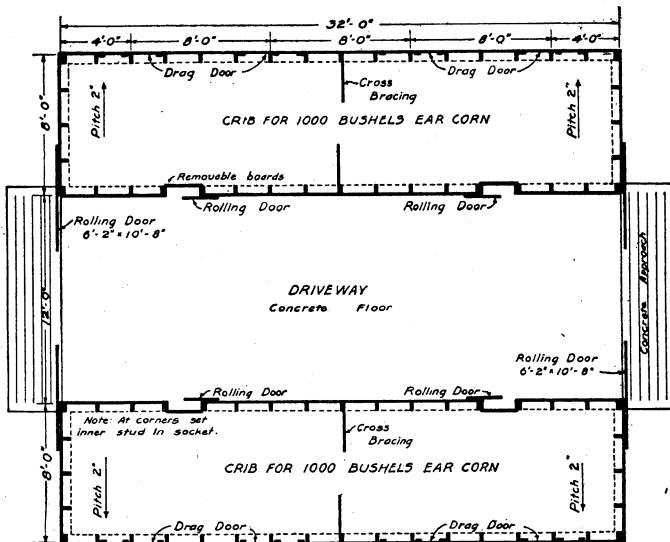 32'-0"
4'-0" 8'-0" 8'-0" 8'-0" 4'-0"
Drag Door
Drag Door
Cross
Bracing
8'-0"
Pitch 2"
Pitch 2"
CRIB FOR 1000 BUSHELS EAR CORN
Removable boards
Rolling Door
Rolling Door
Rolling Door
6'-2" x 10'-8"
12'-0"
DRIVEWAY
Concrete Floor
Concrete Approach
Rolling Door
6'-2" x 10'-8"
Rolling Door
Rolling Door
Note: At corners set
inner stud in socket.
Cross
Bracing
8'-0"
Pitch 2"
Pitch 2"
CRIB FOR 1000 BUSHELS EAR CORN
Drag Door
Drag Door